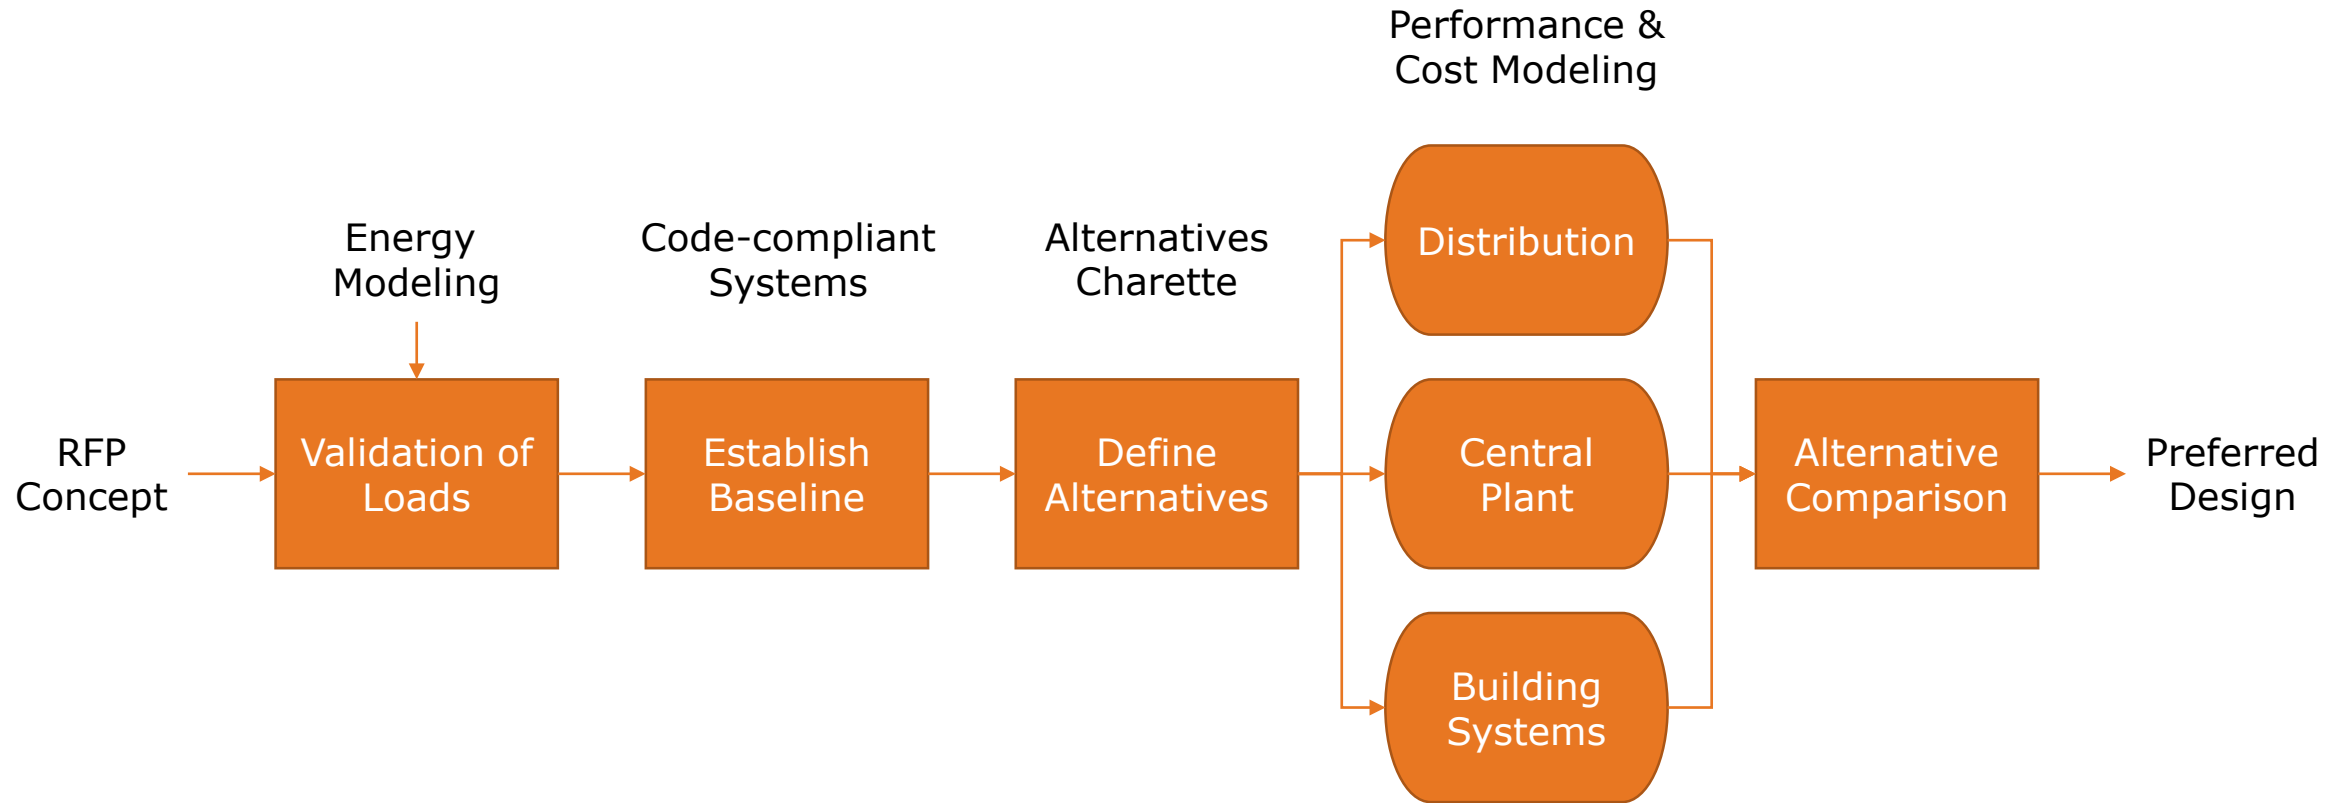 Performance &
Cost Modeling
Energy
Modeling
Code-compliant
Systems
Alternatives
Charette
Distribution
RFP
Concept
Validation of
Loads
Establish
Baseline
Define
Alternatives
Central
Plant
Alternative
Comparison
Preferred
Design
Building
Systems